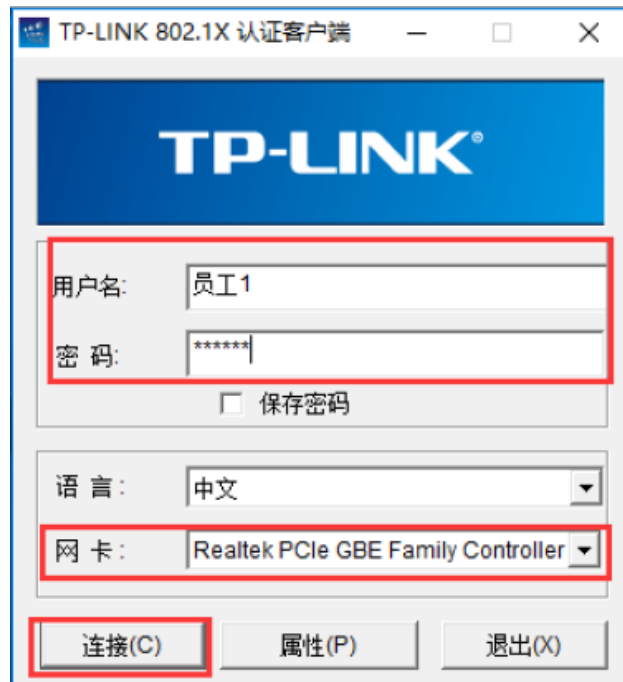 TP-LINK 802.1X 认证客户端
TP-LINK®
用户名: 员工1
密 码: ******
保存密码
语 言: 中文
网 卡: Realtek PCIe GBE Family Controller
连接(C) 属性(P) 退出(X)